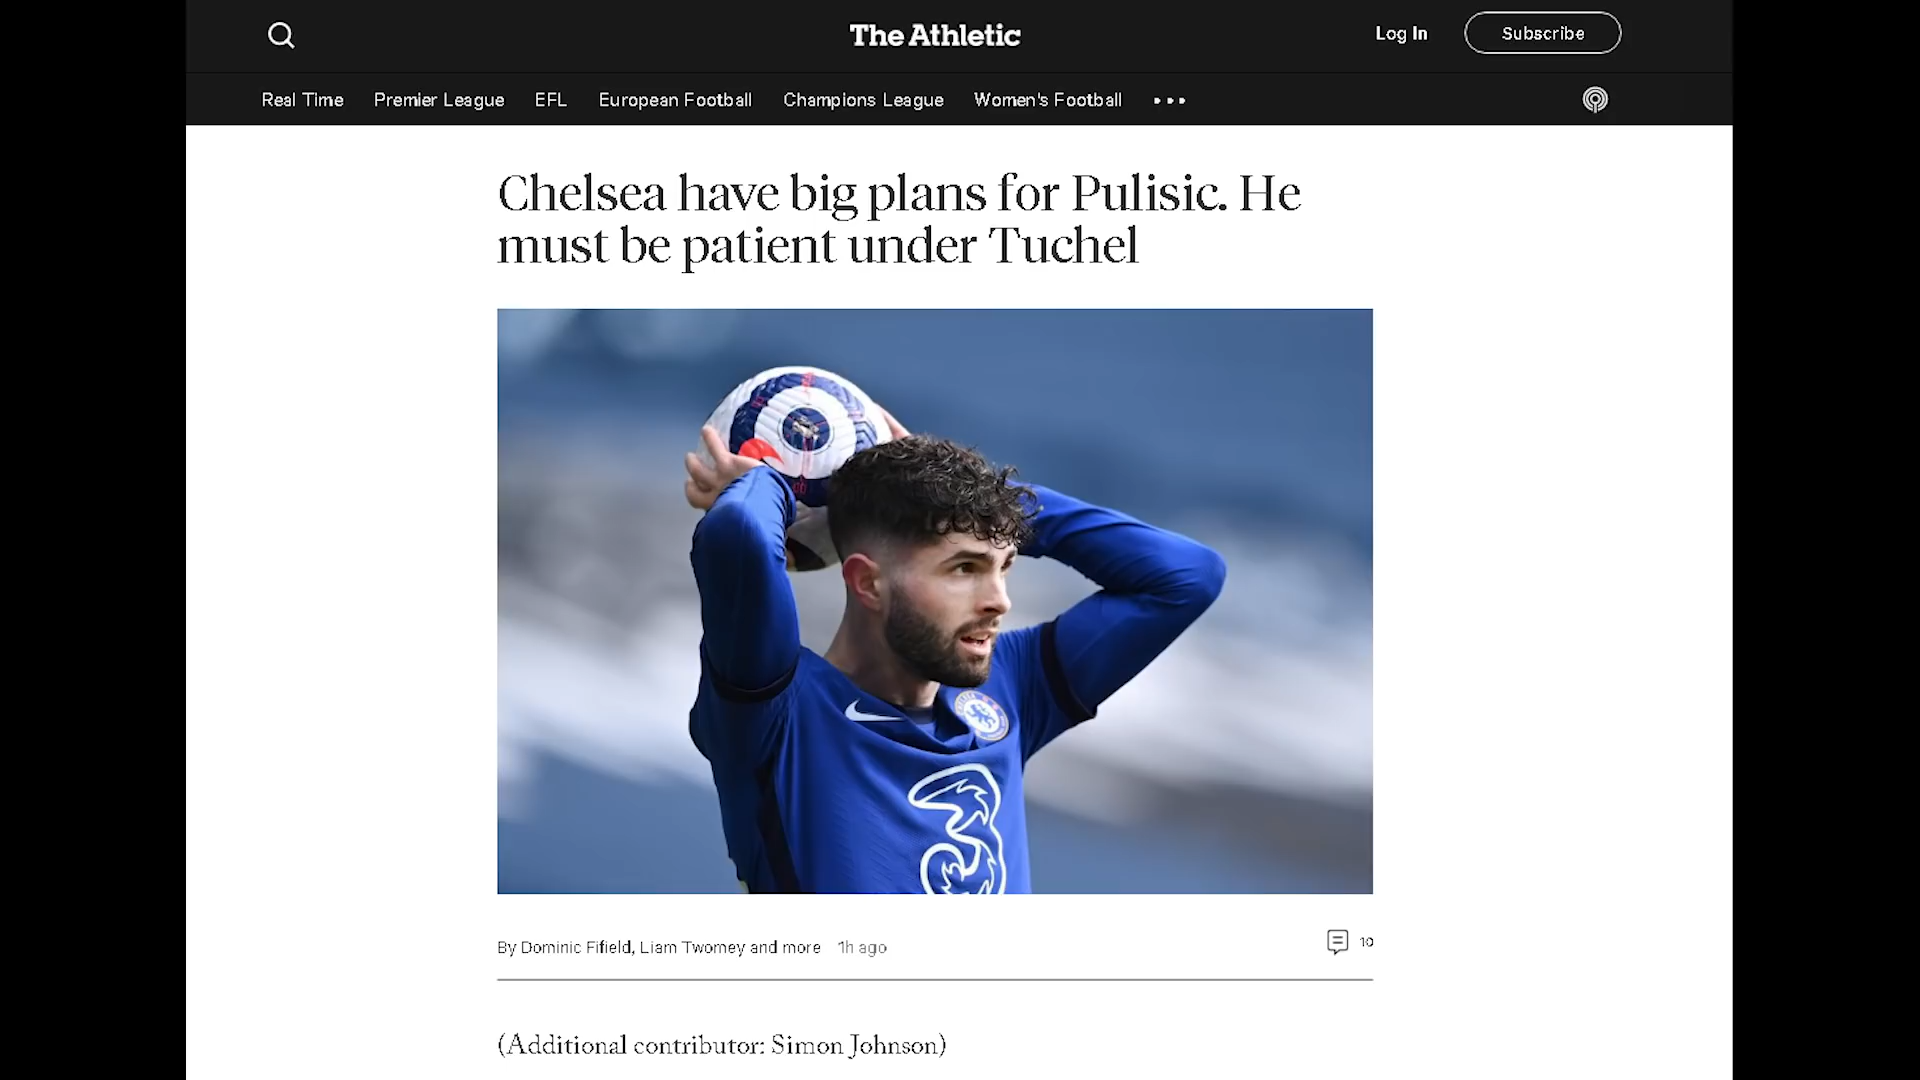 The Athletic
Log In
Subscribe
Real Time
Premier League
EFL
European Football
Champions League
Women's Football
Chelsea have big plans for Pulisic. He
must be patient under Tuchel
3
By Dominic Fifield, Liam Twomey and more
1h ago
10
(Additional contributor: Simon Johnson)